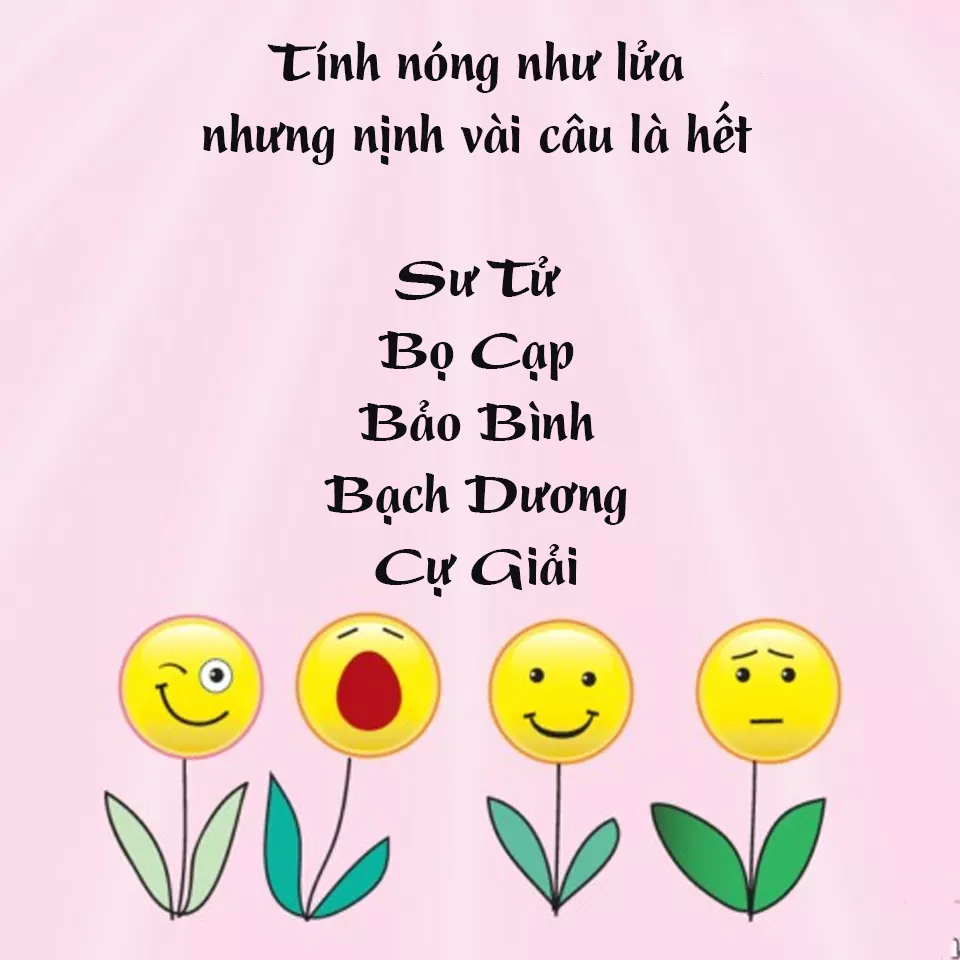 Tính nóng như lửa
nhưng nịnh vài câu là hết
Sư Tử
Bọ Cạp
Bảo Bình
Bạch Dương
Cự Giải